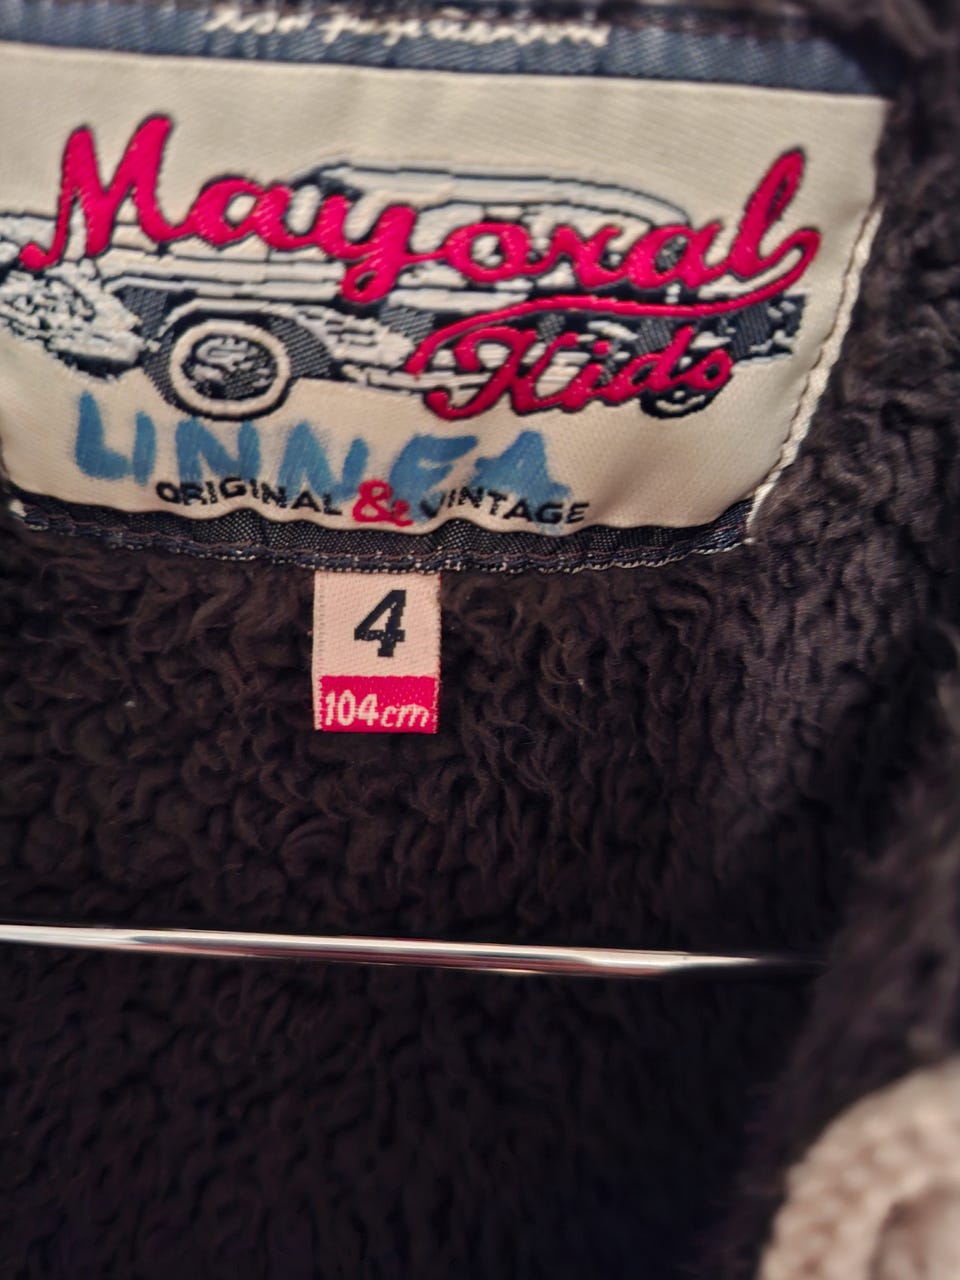 Mayoral
Kids
LINNEA
ORIGINAL & VINTAGE
4
104cm